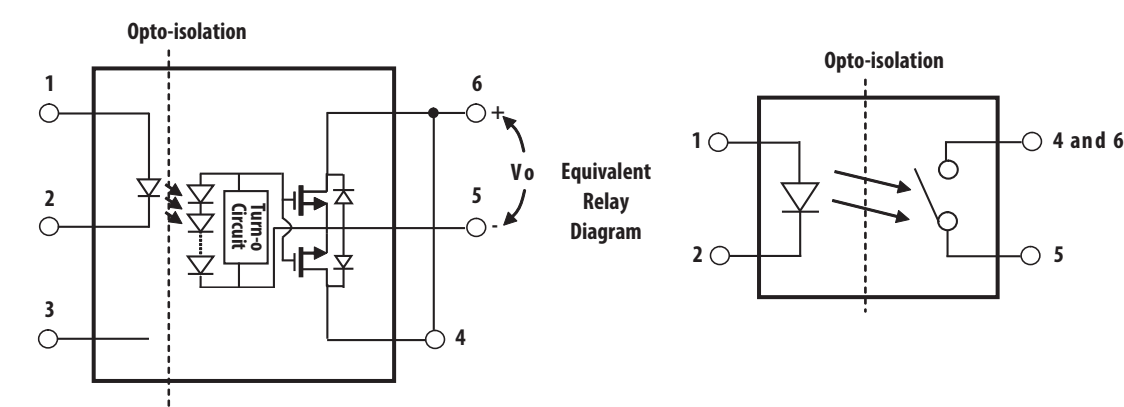 Opto-isolation
1
2
3
Turn-o
Circuit
6
+
Vo
5
-
4
Equivalent
Relay
Diagram
Opto-isolation
1
2
4 and 6
5